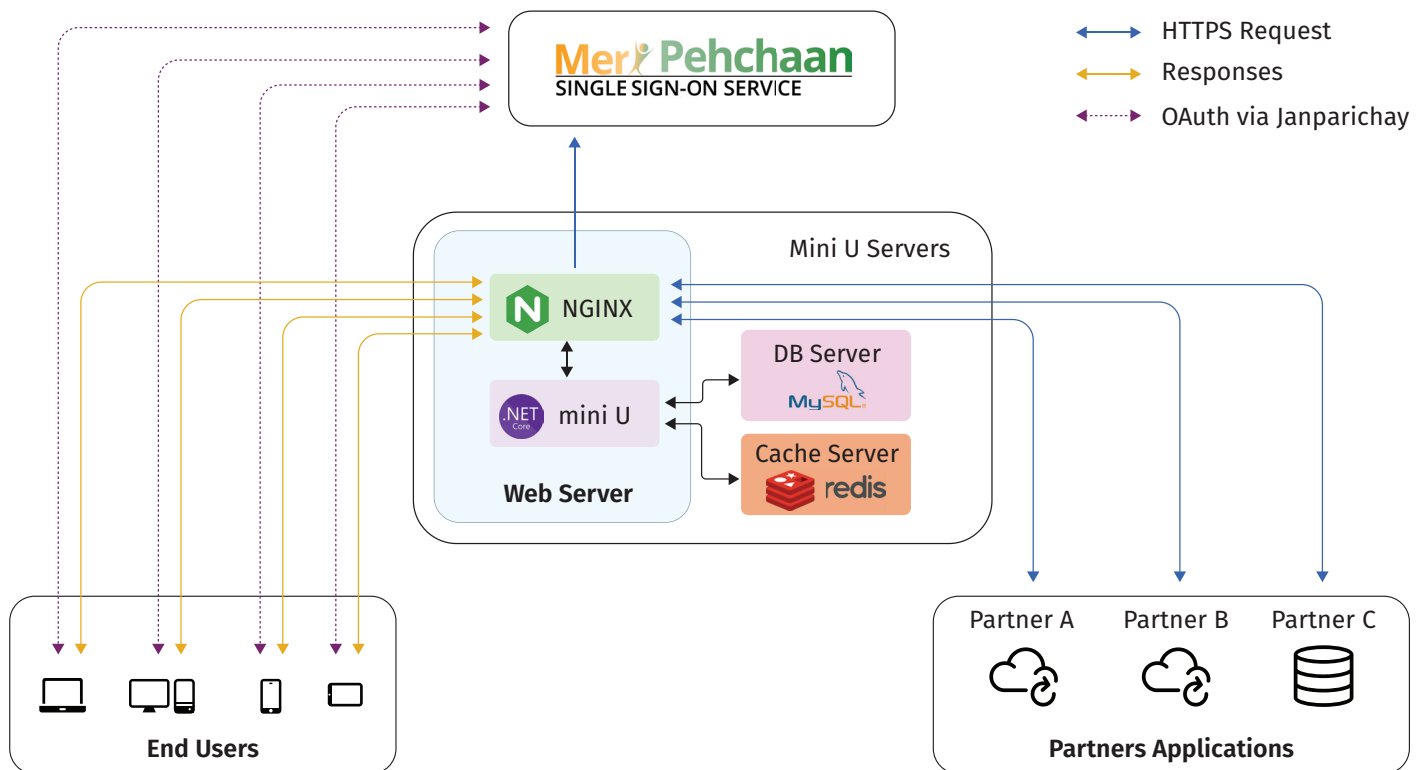 Meri Pehchaan
SINGLE SIGN-ON SERVICE
HTTPS Request
Responses
OAuth via Janparichay
Mini U Servers
NGINX
.NET
Core
mini U
Web Server
DB Server
MySQL®
Cache Server
redis
End Users
Partner A
Partner B
Partner C
Partners Applications